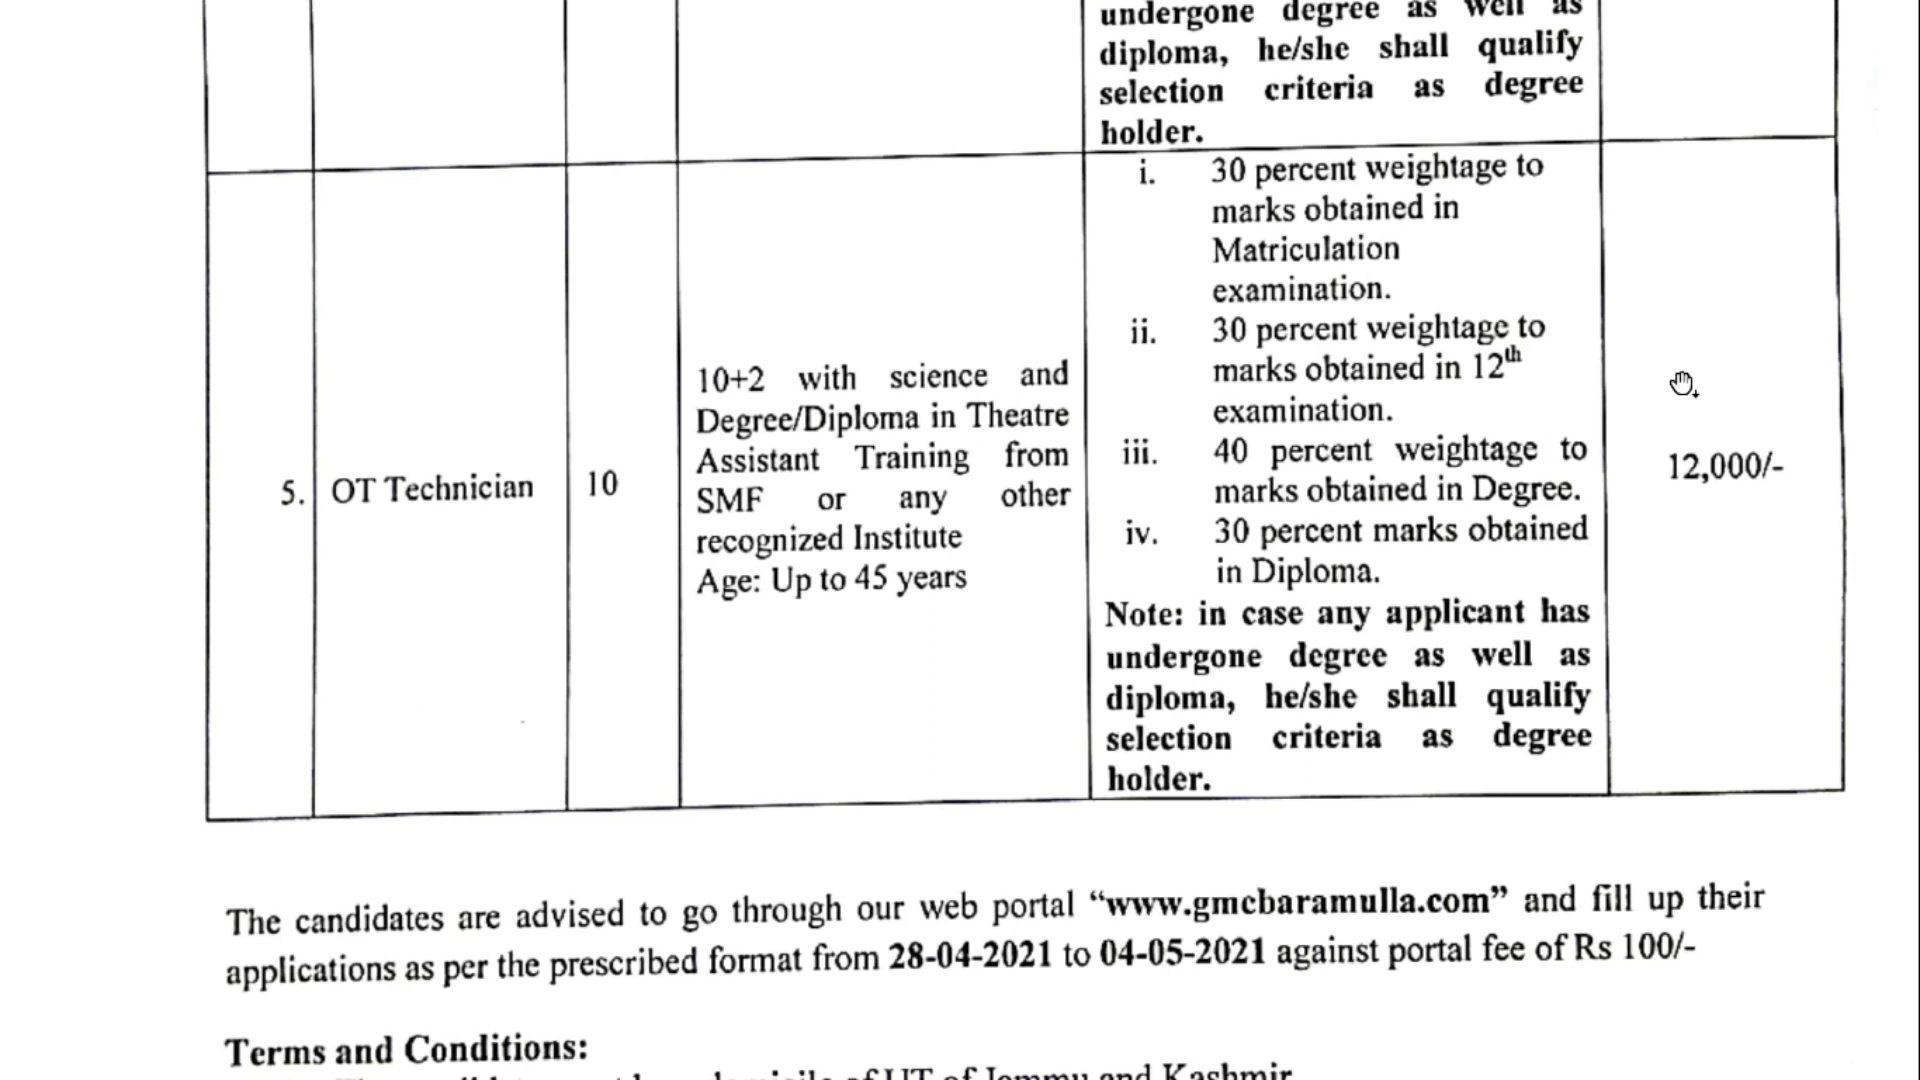 undergone degree as well as
diploma, he/she shall qualify
selection criteria as degree
holder.
5.
OT Technician
10
10+2 with science and
Degree/Diploma in Theatre
Assistant Training from
SMF or any other
recognized Institute
Age: Up to 45 years
i. 30 percent weightage to
marks obtained in
Matriculation
examination.
ii. 30 percent weightage to
marks obtained in 12th
examination.
iii. 40 percent weightage to
marks obtained in Degree.
iv. 30 percent marks obtained
in Diploma.
Note: in case any applicant has
undergone degree as well as
diploma, he/she shall qualify
selection criteria as degree
holder.
12,000/-
The candidates are advised to go through our web portal “www.gmcbaramulla.com” and fill up their
applications as per the prescribed format from 28-04-2021 to 04-05-2021 against portal fee of Rs 100/-
Terms and Conditions:
domicile of UT of Jammu and Kashmir